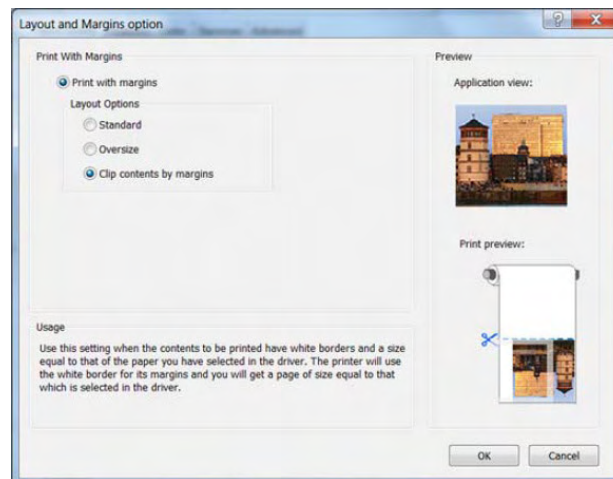 Layout and Margins option
Print With Margins
Print with margins
Layout Options
Standard
Oversize
Clip contents by margins
Usage
Use this setting when the contents to be printed have white borders and a size
equal to that of the paper you have selected in the driver. The printer will use
the white border for its margins and you will get a page of size equal to that
which is selected in the driver.
Preview
Application view:
Print preview:
OK
Cancel